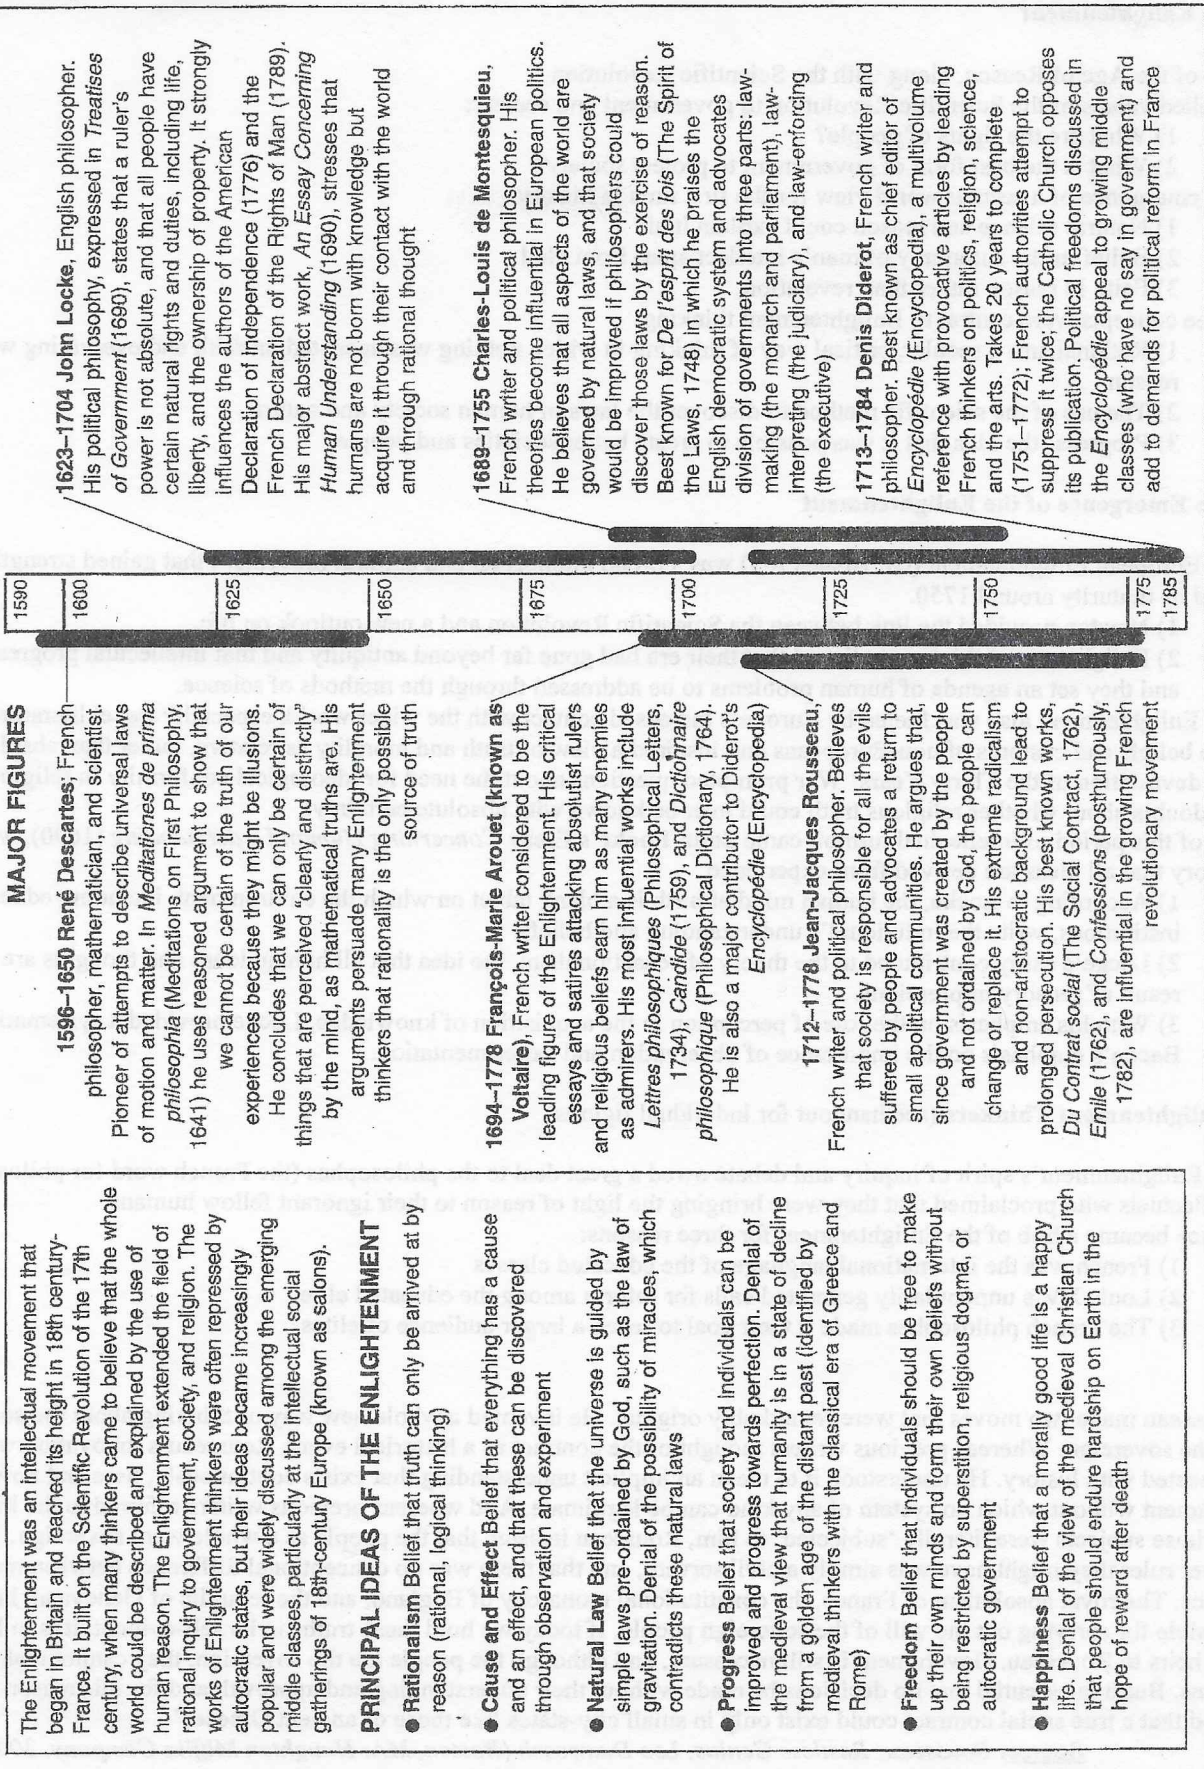 The Enlightenment was an intellectual movement that
began in Britain, and reached its height in 18th century-
France. It built on the Scientific Revolution of the 17th
century, when many thinkers came to believe that the whole
world could be described and explained by the use of
human reason. The Enlightenment extended the field of
rational inquiry to government, society, and religion. The
works of Enlightenment thinkers were often repressed by
autocratic states, but their ideas became increasingly
popular and were widely discussed, among the emerging
middle classes, particularly at the intellectual social
gatherings of 18th-century Europe (known as salons).
PRINCIPAL IDEAS OF THE ENLIGHTENMENT
● Rationalism Belief that truth can only be arrived at by
reason (rational, logical thinking)
● Cause and Effect Belief that everything has a cause
and an effect, and that these can be discovered
through observation and experiment
● Natural Law Belief that the universe is guided by
simple laws pre-ordained by God, such as the law of
gravitation. Denial of the possibility of miracles, which
contradicts these natural laws
● Progress Belief that society and individuals can be
improved and progress towards perfection. Denial of
the medieval view that humanity is in a state of decline
from a golden age of the distant past (identified by
medieval thinkers with the classical era of Greece and
Rome)
● Freedom Belief that individuals should be free to make
up their own minds and form their own beliefs without
being restricted by superstition, religious dogma, or
autocratic government
● Happiness Belief that a morally good life is a happy
life. Denial of the view of the medieval Christian Church
that people should endure hardship on Earth in the
hope of reward after death
MAJOR FIGURES
1596–1650 René Descartes, French
philosopher, mathematician, and scientist.
Pioneer of attempts to describe universal laws
of motion and matter. In Meditationes de prima
philosophia (Meditations on First Philosophy,
1641) he uses reasoned argument to show that
we cannot be certain of the truth of our
experiences because they might be illusions.
He concludes that we can only be certain of
things that are perceived "clearly and distinctly"
by the mind, as mathematical truths are. His
arguments persuade many Enlightenment
thinkers that rationality is the only possible
source of truth
1694–1778 François-Marie Arouet (known as
Voltaire), French writer considered to be the
leading figure of the Enlightenment. His critical
essays and satires attacking absolutist rulers
and religious beliefs earn him as many enemies
as admirers. His most influential works include
Lettres philosophiques (Philosophical Letters,
1734) Candide (1759), and Dictionnaire
philosophique (Philosophical Dictionary, 1764).
He is also a major contributor to Diderot's
Encyclopédie (Encyclopedia)
1712–1778 Jean-Jacques Rousseau,
French writer and political philosopher. Believes
that society is responsible for all the evils
suffered by people and advocates a return to
small apolitical communities. He argues that,
since government was created by the people
and not ordained by God, the people can
change or replace it. His extreme radicalism
and non-aristocratic background leads to
prolonged persecution. His best known works,
Du Contrat social (The Social Contract, 1762),
Emile (1762), and Confessions (posthumously,
1782), are influential in the growing French
prerevolutionary movement
1590
1600
1625
1650
1675
1700
1725
1750
1775
1785
1623–1704 John Locke, English philosopher.
His political philosophy, expressed in Treatises
of Government (1690), states that a ruler's
power is not absolute, and that all people have
certain natural rights and duties, including life,
liberty, and the ownership of property. It strongly
influences the authors of the American
Declaration of Independence (1776) and the
French Declaration of the Rights of Man (1789).
His major abstract work, An Essay Concerning
Human Understanding (1690), stresses that
humans are not born with knowledge but
acquire it through their contact with the world
and through rational thought
1689–1755 Charles-Louis de Montesquieu,
French writer and political philosopher. His
theories become influential in European politics.
He believes that all aspects of the world are
governed by natural laws and that society
would be improved if philosophers could
discover those laws by the exercise of reason.
Best known for De l'esprit des lois (The Spirit of
the Laws, 1748) in which he praises the
English democratic system and advocates
division of governments into three parts: law-
making (the monarch and parliament), law-
interpreting (the judiciary), and law enforcing
(the executive)
1713–1784 Denis Diderot, French writer and
philosopher. Best known as chief editor of
Encyclopédie (Encyclopedia), a multivolume
reference with provocative articles by leading
French thinkers on politics, religion, science,
and the arts. Takes 20 years to complete
(1751–1772); French authorities attempt to
suppress it twice; the Catholic Church opposes
its publication. Political freedoms discussed in
the Encyclopédie appeal to growing middle
classes (who have no say in government) and
add to demands for political reform in rance